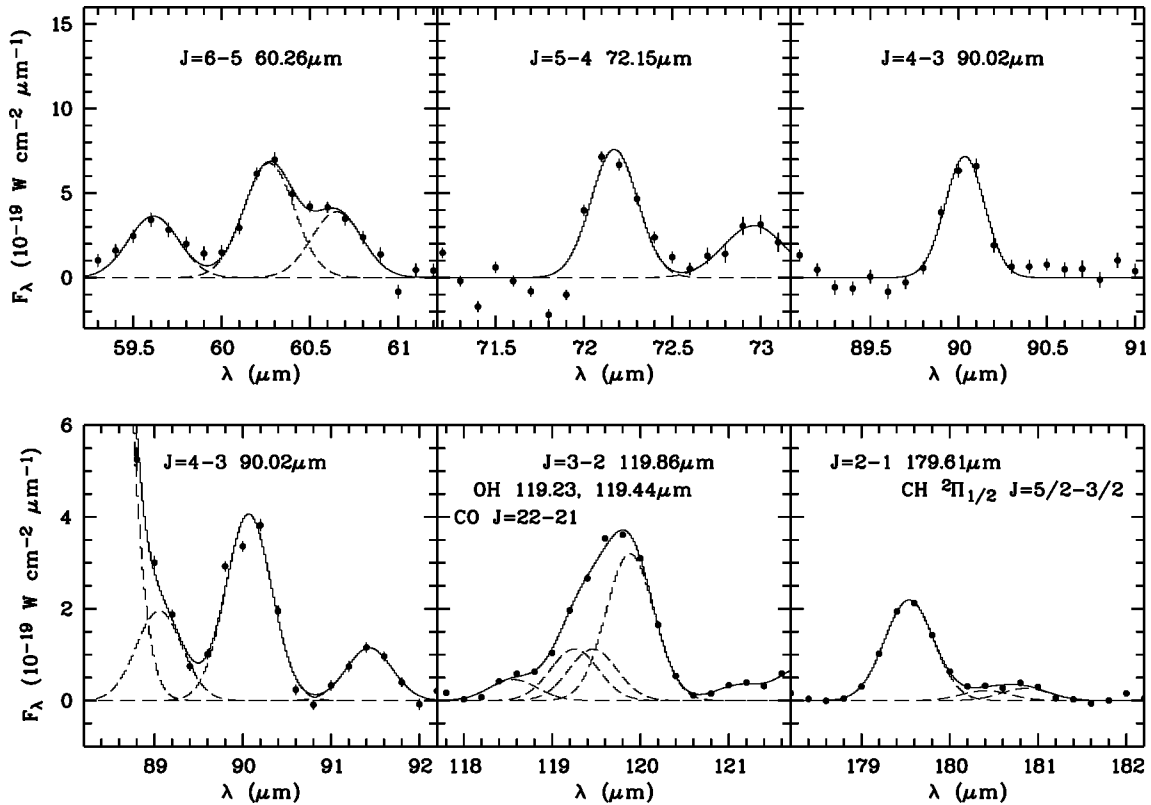 J=6-5 60.26μm
J=5-4 72.15μm
J=4-3 90.02μm
15
10
5
0
F_λ (10⁻¹⁹ W cm⁻² μm⁻¹)
59.5 60 60.5 61
71.5 72 72.5 73
89.5 90 90.5 91
λ (μm)
λ (μm)
λ (μm)
J=4-3 90.02μm
J=3-2 119.86μm
OH 119.23, 119.44μm
CO J=22-21
J=2-1 179.61μm
CH ²Π₁/₂ J=5/2-3/2
6
4
2
0
F_λ (10⁻¹⁹ W cm⁻² μm⁻¹)
89 90 91 92
118 119 120 121
179 180 181 182
λ (μm)
λ (μm)
λ (μm)